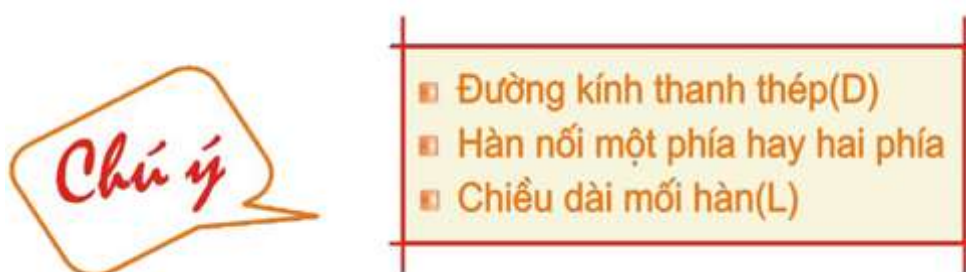 Chú ý
Đường kính thanh thép(D)
Hàn nối một phía hay hai phía
Chiều dài mối hàn(L)